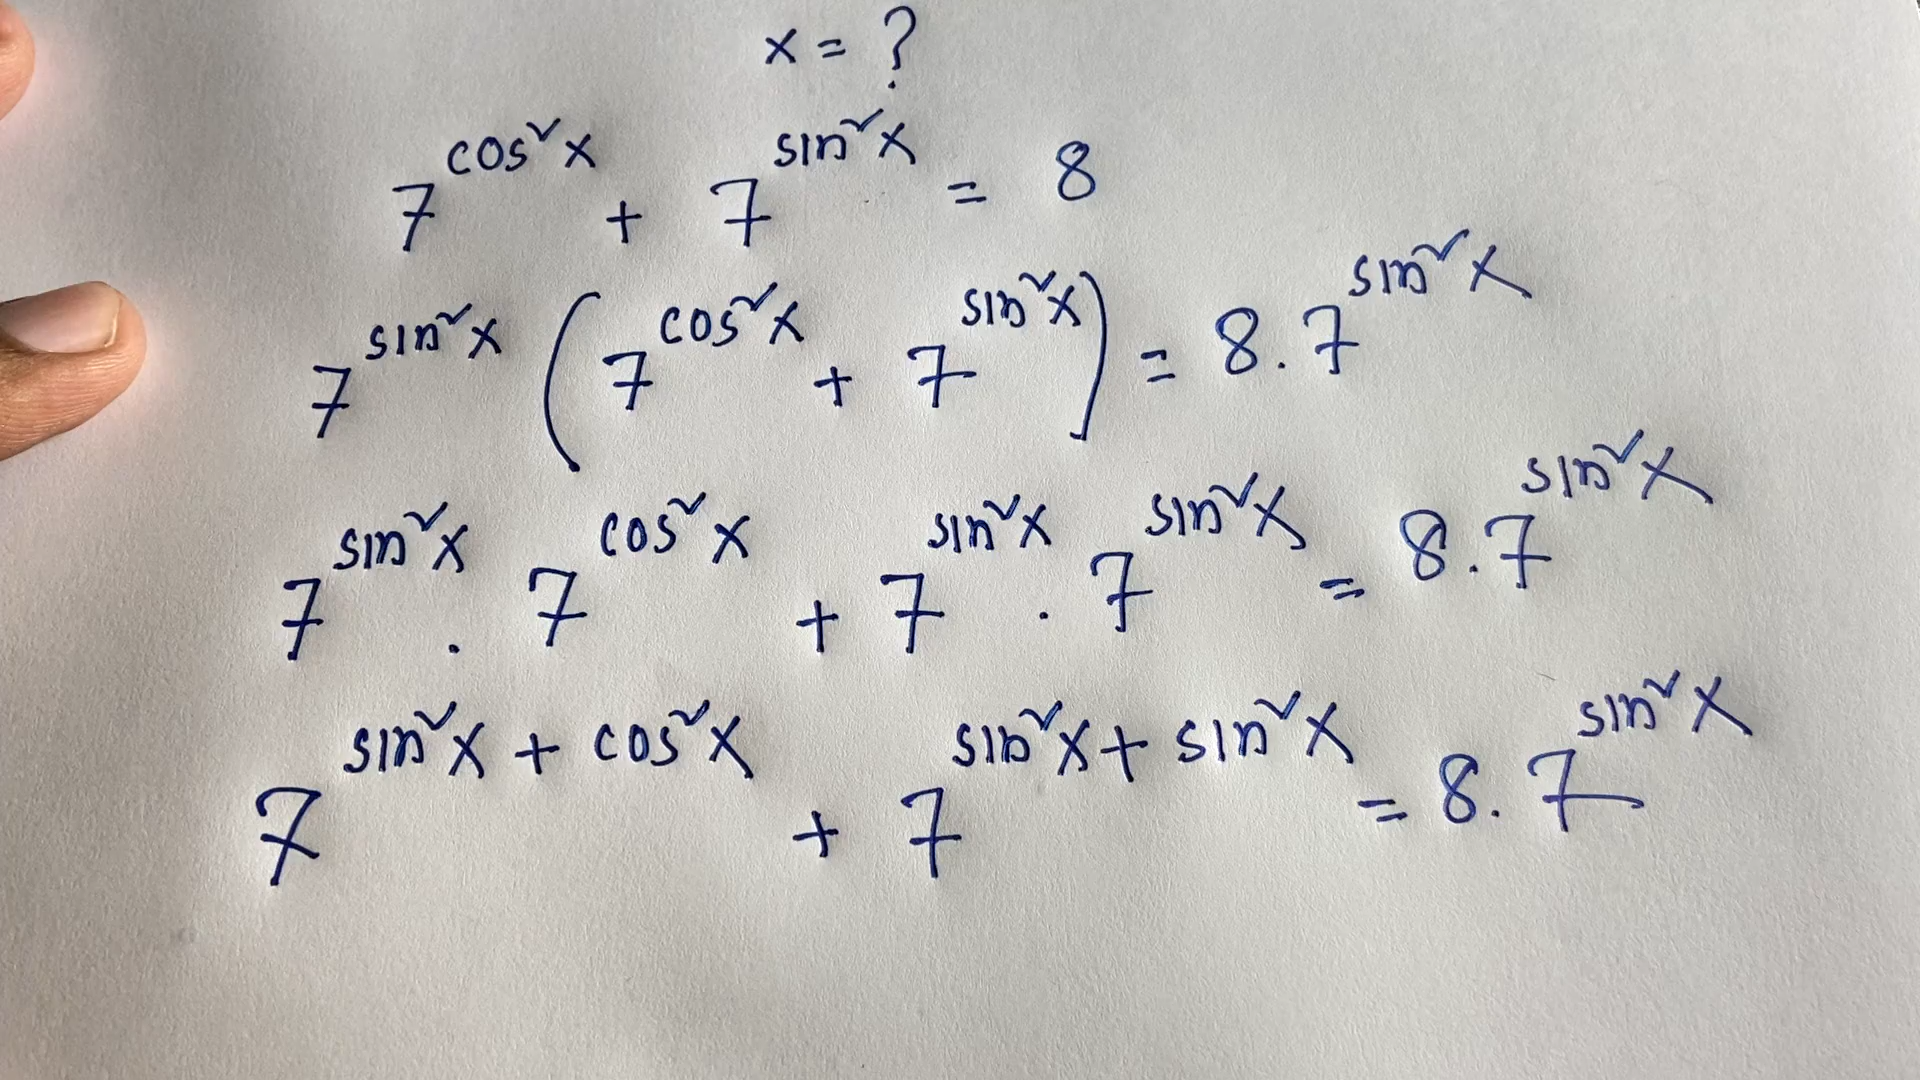 x = ?
7^cos²x + 7^sin²x = 8
7^sin²x (7^cos²x + 7^sin²x) = 8.7^sin²x
7^sin²x . 7^cos²x + 7^sin²x . 7^sin²x = 8.7^sin²x
7^sin²x + cos²x + 7^sin²x + sin²x = 8.7^sin²x